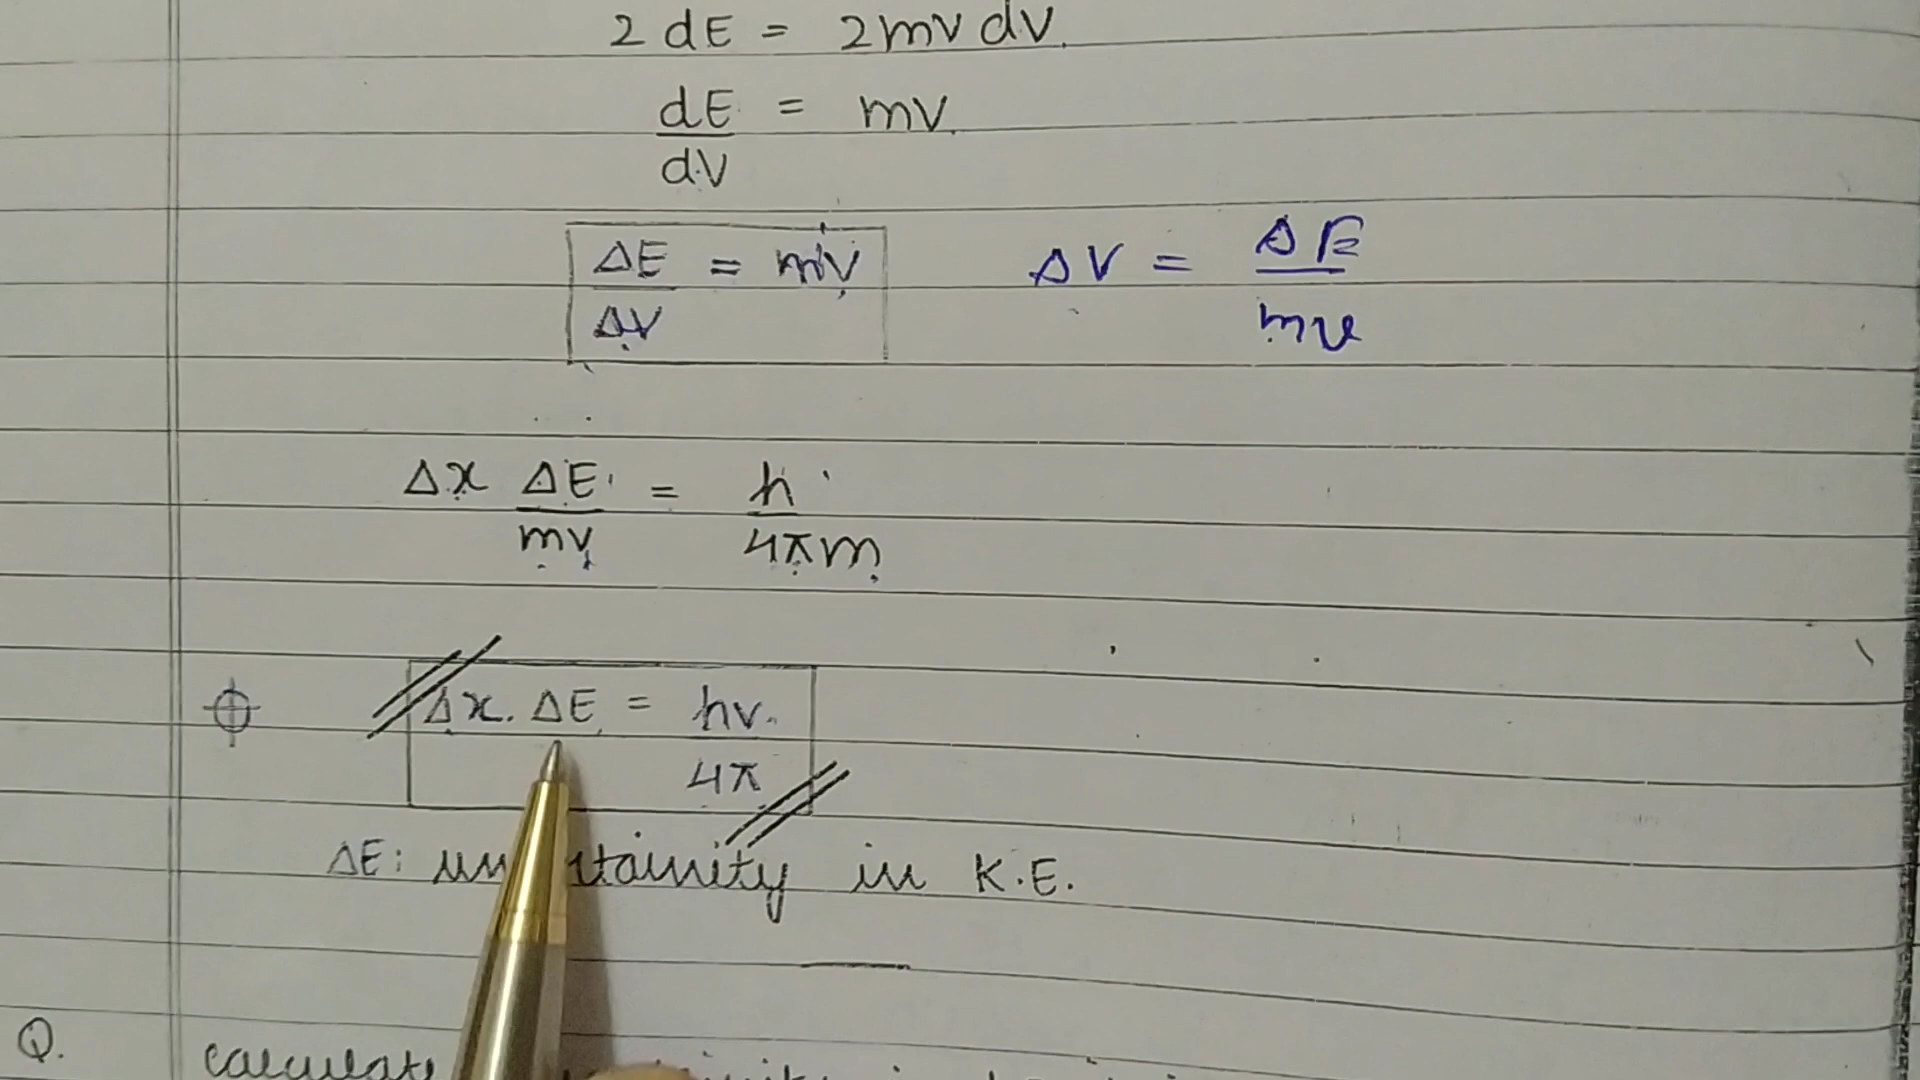 2 dE = 2mv dv.
dE = mv.
dv
ΔE = mv
ΔV
ΔV = ΔE
mv
Δx ΔE = h
mv 4πm
Δx. ΔE = hv.
4π
ΔE: in K.E.
Q. calculate